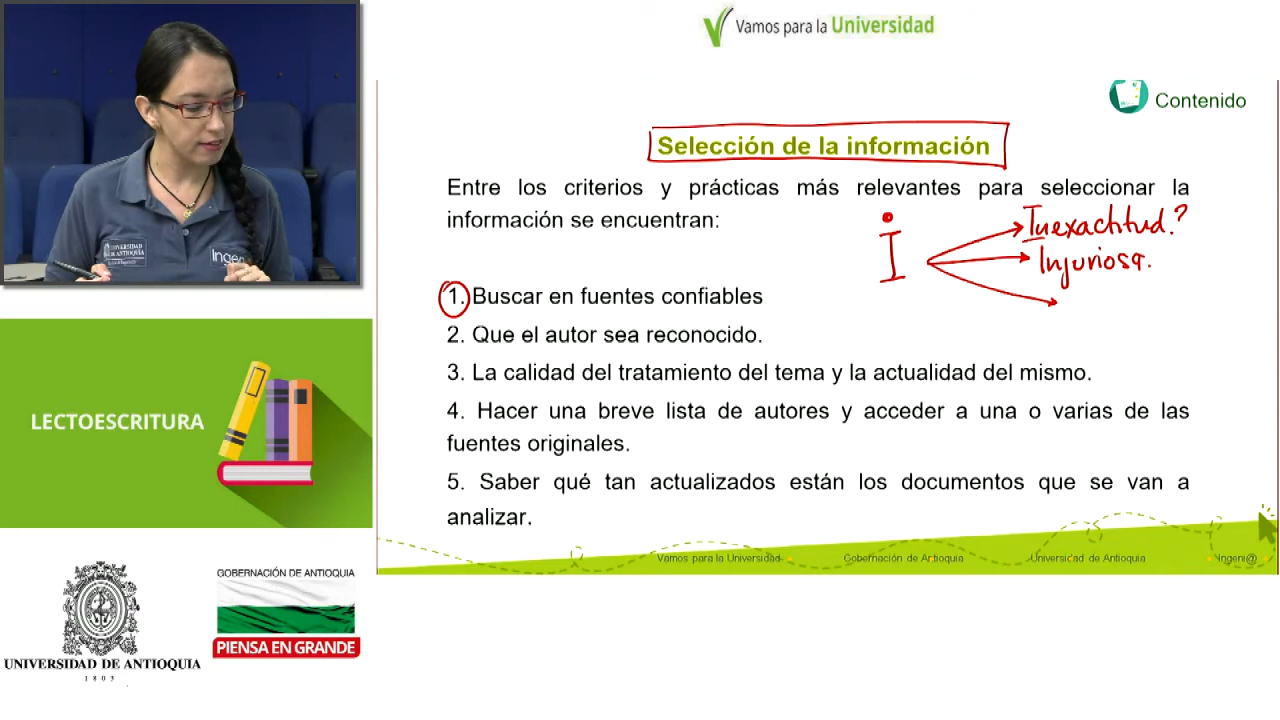 Vamos para la Universidad
Contenido
Selección de la información
Entre los criterios y prácticas más relevantes para seleccionar la
información se encuentran:
I
Inexactitud.?
Injuriosa.
1. Buscar en fuentes confiables
2. Que el autor sea reconocido.
3. La calidad del tratamiento del tema y la actualidad del mismo.
4. Hacer una breve lista de autores y acceder a una o varias de las
fuentes originales.
5. Saber qué tan actualizados están los documentos que se van a
analizar.
Vamos para la Universidad Gobernación de Antioquia Universidad de Antioquia Ingeni@
UNIVERSIDAD
DE ANTIOQUIA
Ingeni
LECTOESCRITURA
UNIVERSIDAD DE ANTIOQUIA
1803
GOBERNACIÓN DE ANTIOQUIA
PIENSA EN GRANDE